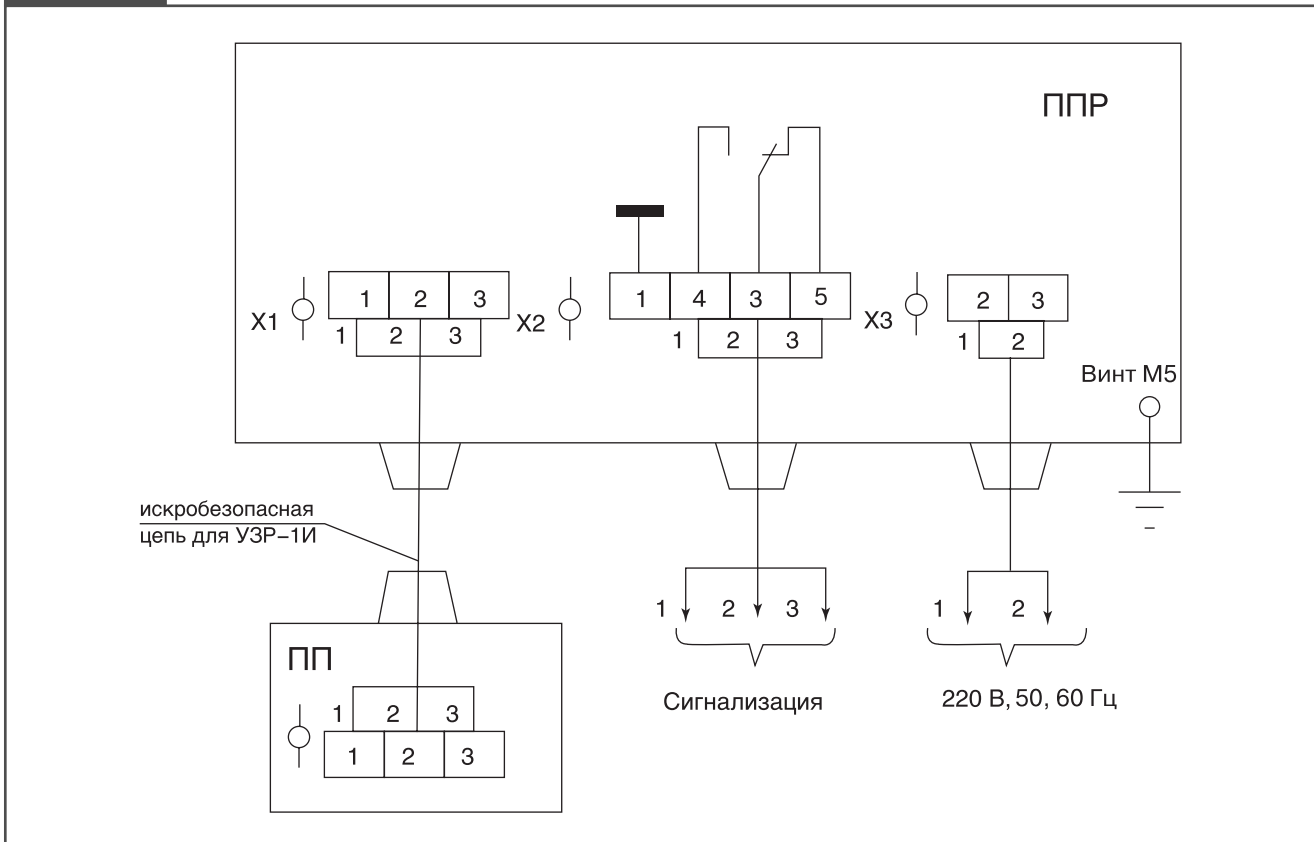 ППР
X1
1 2 3
1 2 3
X2
1 4 3 5
1 2 3
X3
2 3
1 2
Винт М5
искробезопасная
цепь для УЗР–1И
1 2 3
Сигнализация
1 2
220 В, 50, 60 Гц
ПП
1 2 3
1 2 3